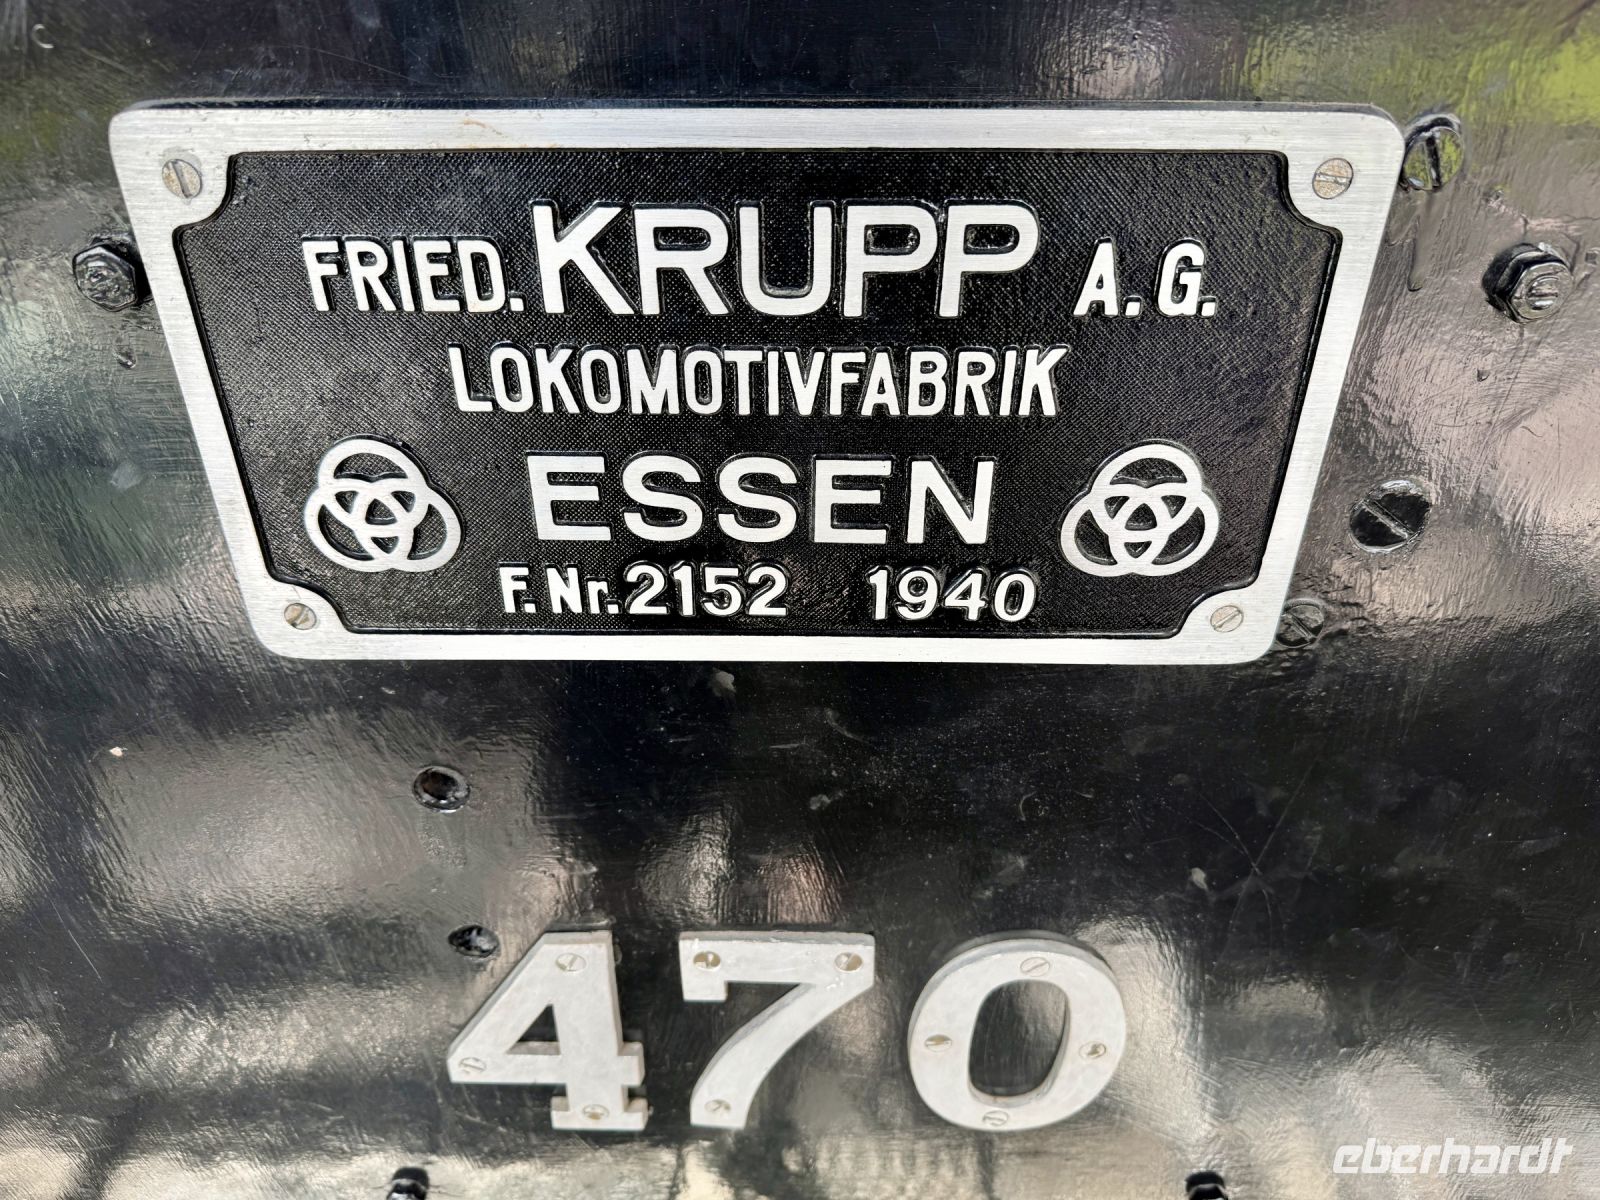 FRIED. KRUPP A.G.
LOKOMOTIVFABRIK
ESSEN
F.Nr.2152 1940
470
eberhardt